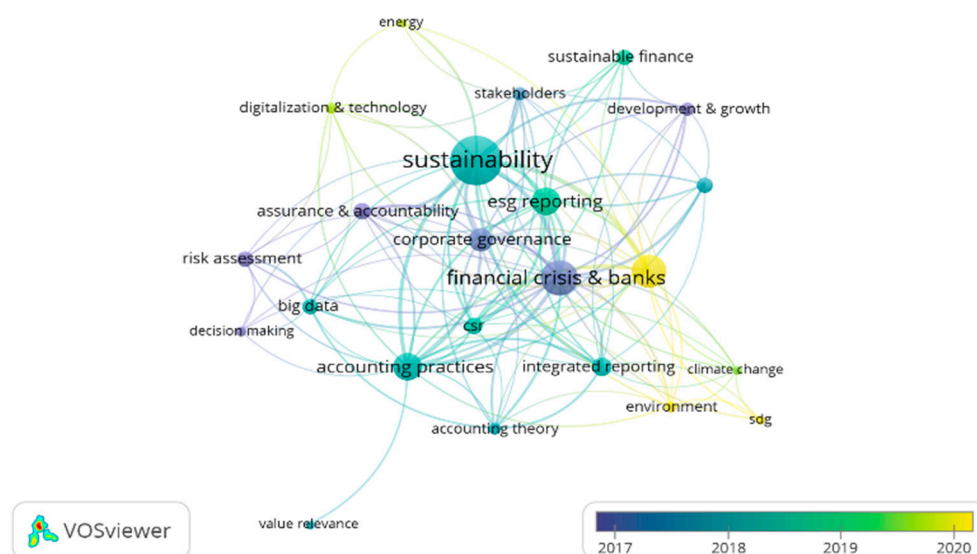 energy
sustainable finance
stakeholders
digitalization & technology
development & growth
sustainability
esg reporting
assurance & accountability
corporate governance
risk assessment
financial crisis & banks
big data
csr
decision making
accounting practices
integrated reporting
climate change
environment
sdg
accounting theory
value relevance
VOSviewer
2017 2018 2019 2020